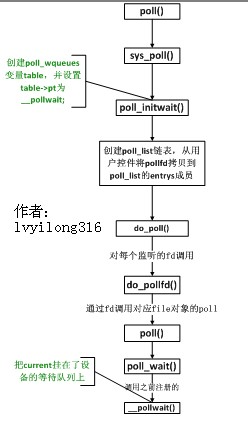 poll()
sys_poll()
创建poll_wqueues
变量table，并设置
table->pt为
__pollwait;
poll_initwait()
创建poll_list链表，从用
户控件将pollfd拷贝到
poll_list的entrys成员
作者：
lvyilong316
do_poll()
对每个监听的fd调用
do_pollfd()
通过fd调用对应file对象的poll
poll()
poll_wait()
把current挂在了设
备的等待队列上
调用之前注册的
__pollwait()